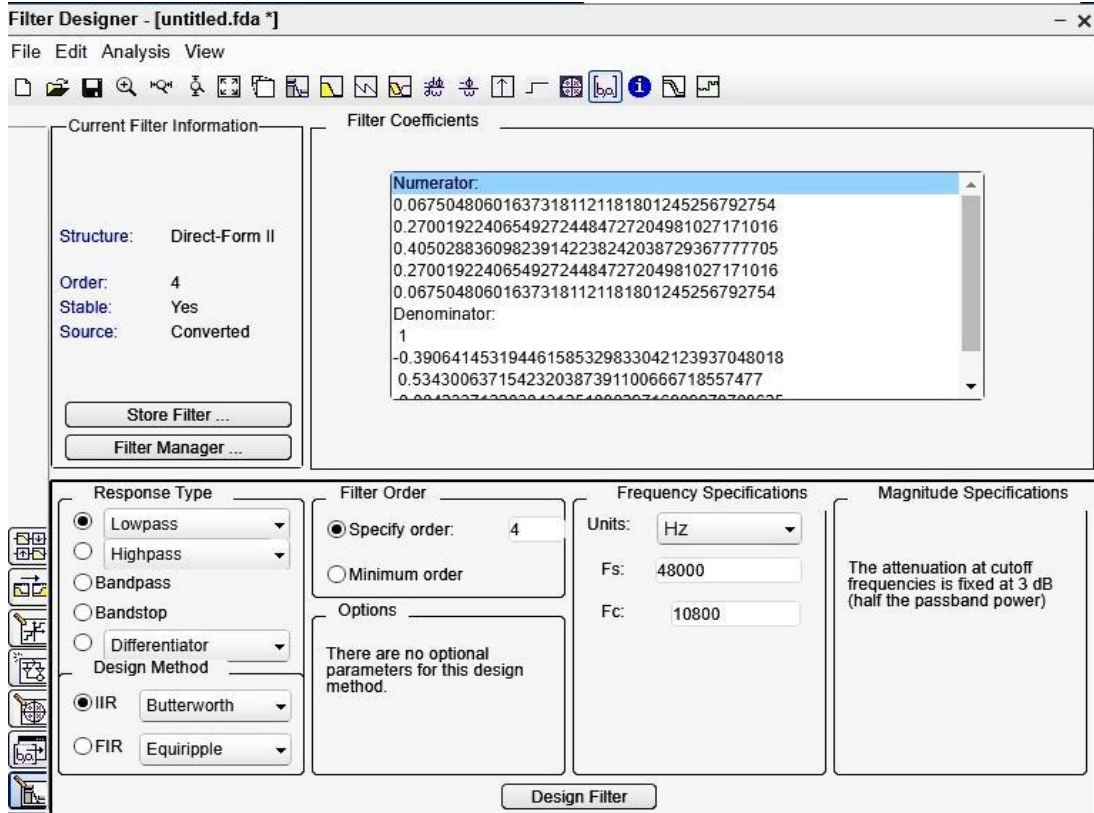 Filter Designer - [untitled.fda *]
File Edit Analysis View
Current Filter Information
Structure: Direct-Form II
Order: 4
Stable: Yes
Source: Converted
Store Filter ...
Filter Manager ...
Filter Coefficients
Numerator:
0.067504806016373181121181801245256792754
0.270019224065492724484727204981027171016
0.405028836098239142238242038729367777705
0.270019224065492724484727204981027171016
0.067504806016373181121181801245256792754
Denominator:
1
-0.390641453194461585329833042123937048018
0.534300637154232038739110066671855747​7
Response Type
Lowpass
Highpass
Bandpass
Bandstop
Differentiator
Design Method
IIR Butterworth
FIR Equiripple
Filter Order
Specify order: 4
Minimum order
Options
There are no optional
parameters for this design
method.
Frequency Specifications
Units: Hz
Fs: 48000
Fc: 10800
Magnitude Specifications
The attenuation at cutoff
frequencies is fixed at 3 dB
(half the passband power)
Design Filter